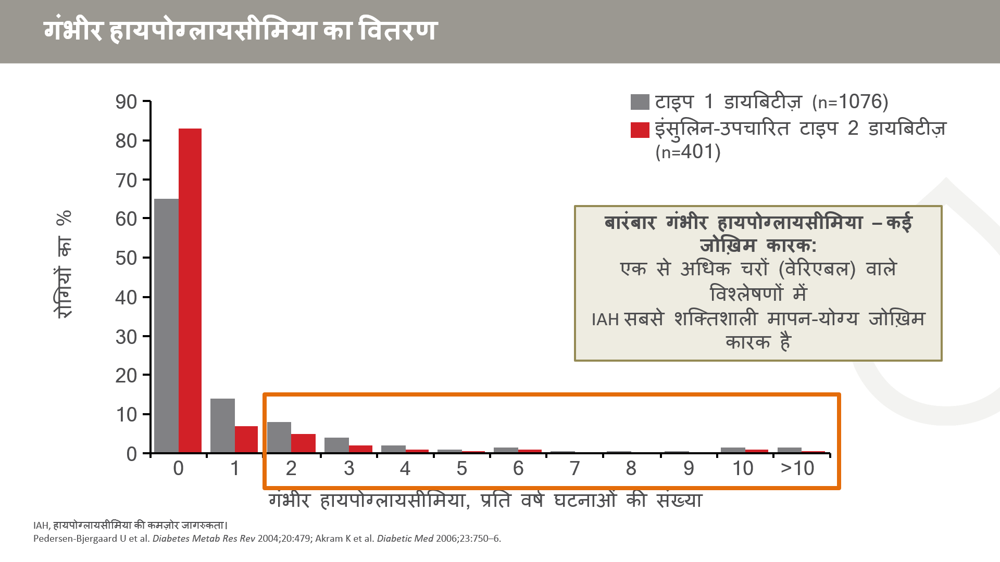 गंभीर हायपोग्लायसीमिया का वितरण
टाइप 1 डायबिटीज़ (n=1076)
इंसुलिन-उपचारित टाइप 2 डायबिटीज़
(n=401)
रोगियों का %
90
80
70
60
50
40
30
20
10
0
बारंबार गंभीर हायपोग्लायसीमिया – कई
जोख़िम कारक:
एक से अधिक चरों (वेरिएबल) वाले
विश्लेषणों में
IAH सबसे शक्तिशाली मापन-योग्य जोख़िम
कारक है
0 1 2 3 4 5 6 7 8 9 10 >10
गंभीर हायपोग्लायसीमिया, प्रति वर्ष घटनाओं की संख्या
IAH, हायपोग्लायसीमिया की कमज़ोर जागरुकता।
Pedersen-Bjergaard U et al. Diabetes Metab Res Rev 2004;20:479; Akram K et al. Diabetic Med 2006;23:750–6.